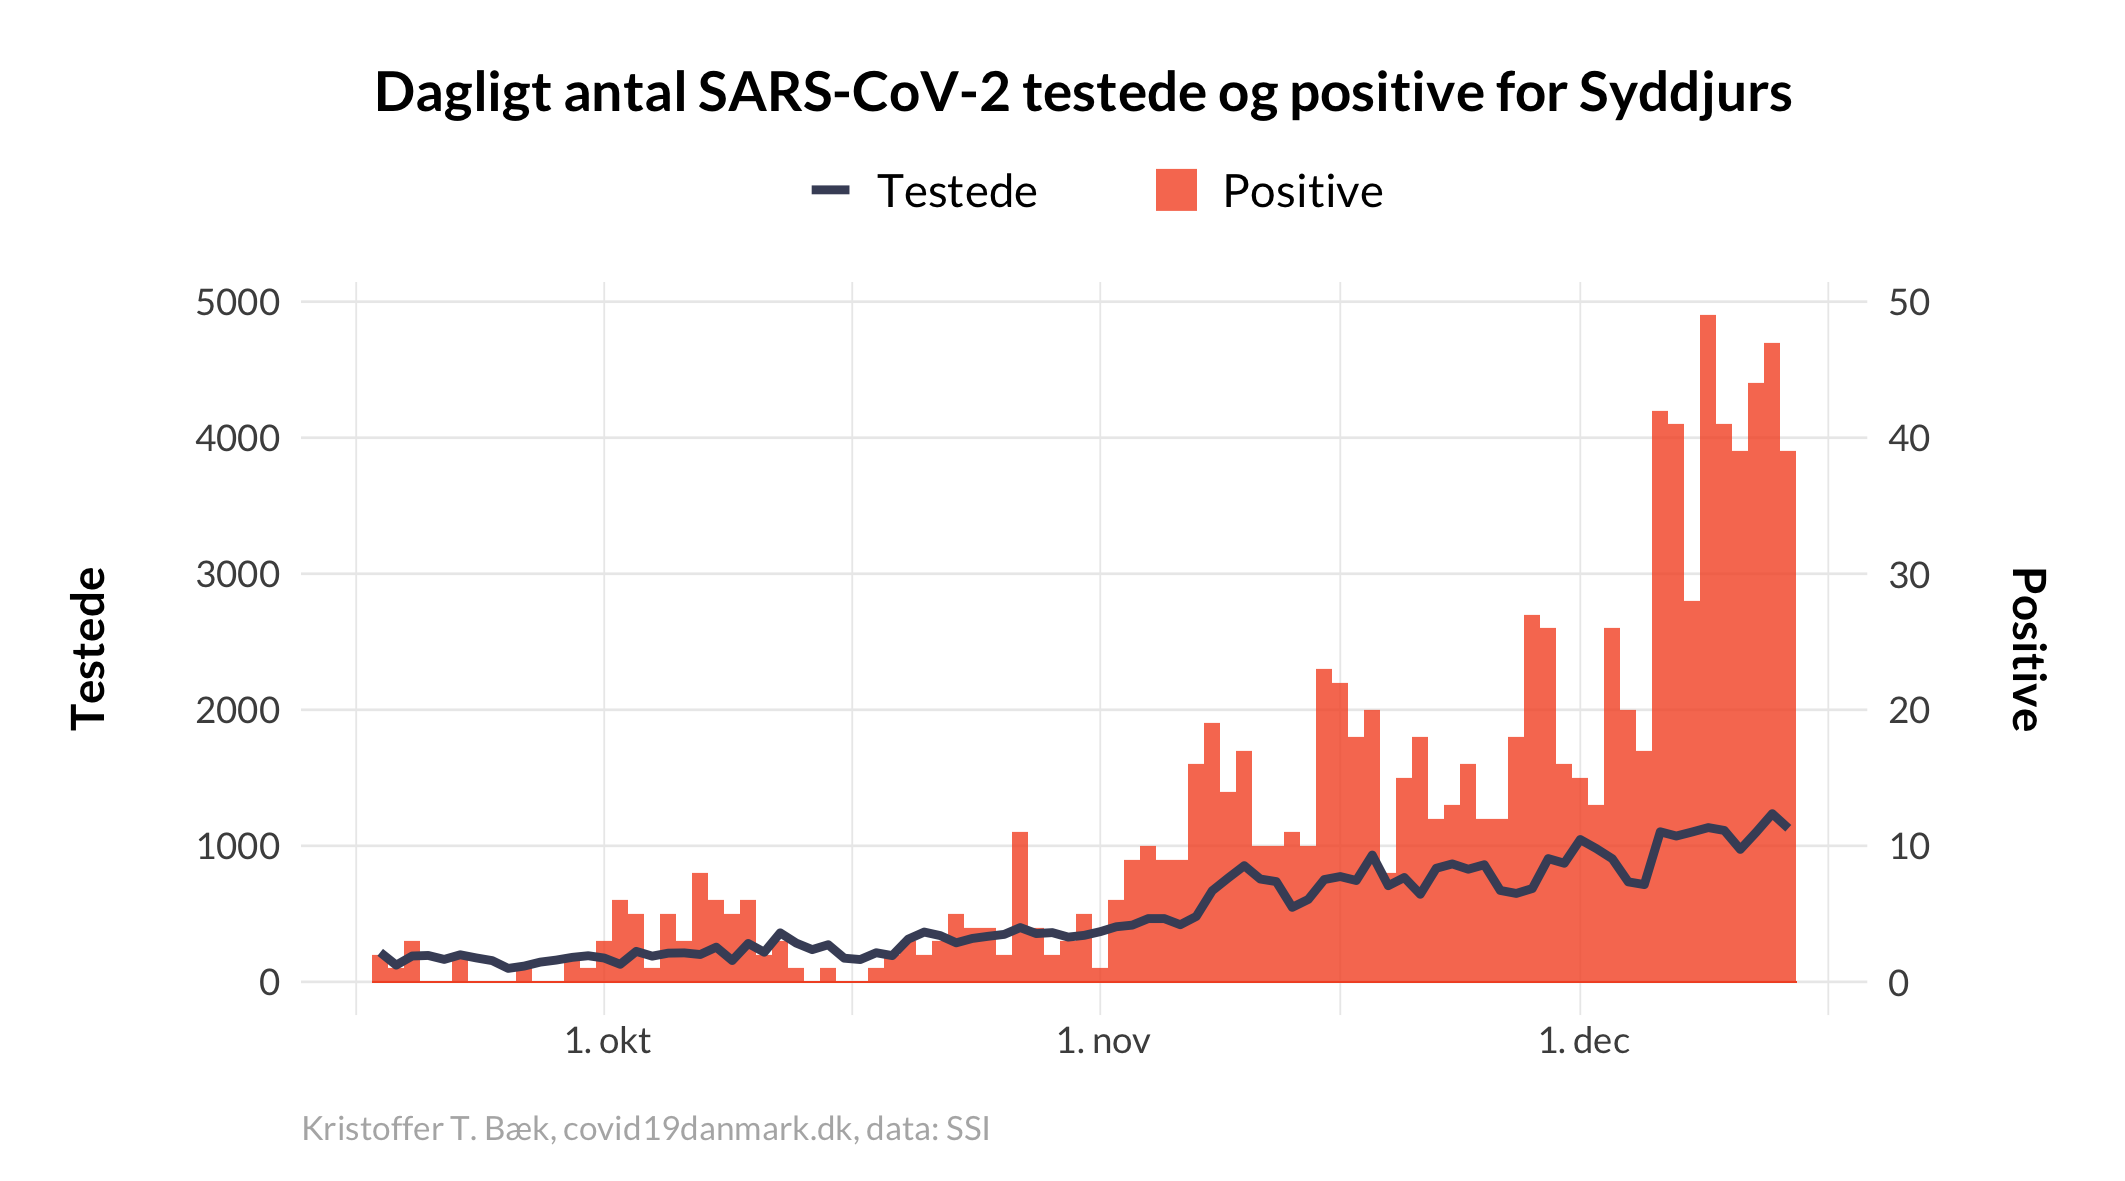 Dagligt antal SARS-CoV-2 testede og positive for Syddjurs
Testede Positive
5000 50
4000 40
3000 30
2000 20
1000 10
0 0
Testede
Positive
1. okt 1. nov 1. dec
Kristoffer T. Bæk, covid19danmark.dk, data: SSI